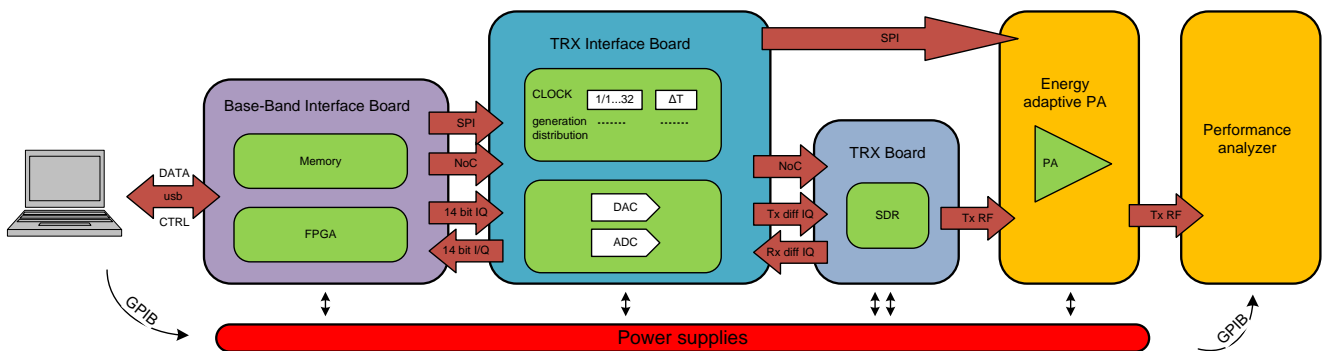 DATA
usb
CTRL
GPIB
Base-Band Interface Board
Memory
FPGA
SPI
NoC
14 bit IQ
14 bit I/Q
TRX Interface Board
CLOCK
1/1...32
ΔT
generation
distribution
-------
-------
DAC
ADC
SPI
NoC
Tx diff IQ
Rx diff IQ
TRX Board
SDR
Tx RF
Energy
adaptive PA
PA
Tx RF
Performance
analyzer
Power supplies
GPIB